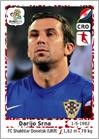 CRO
Darijo Srna
1-5-1982
FC Shakhtar Donetsk (UKR)
1,82 m